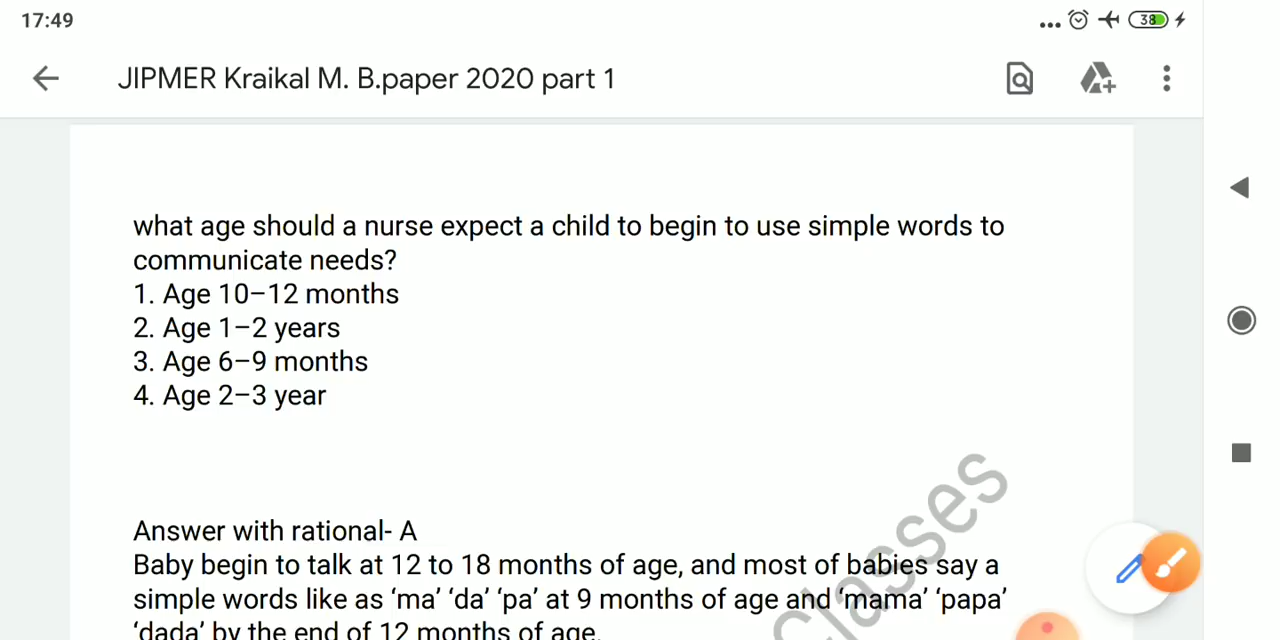 17:49
38
JIPMER Kraikal M. B.paper 2020 part 1
what age should a nurse expect a child to begin to use simple words to
communicate needs?
1. Age 10–12 months
2. Age 1–2 years
3. Age 6–9 months
4. Age 2–3 year
Classes
Answer with rational- A
Baby begin to talk at 12 to 18 months of age, and most of babies say a
simple words like as ‘ma’ ‘da’ ‘pa’ at 9 months of age and ‘mama’ ‘papa’
‘dada’ by the end of 12 months of age.